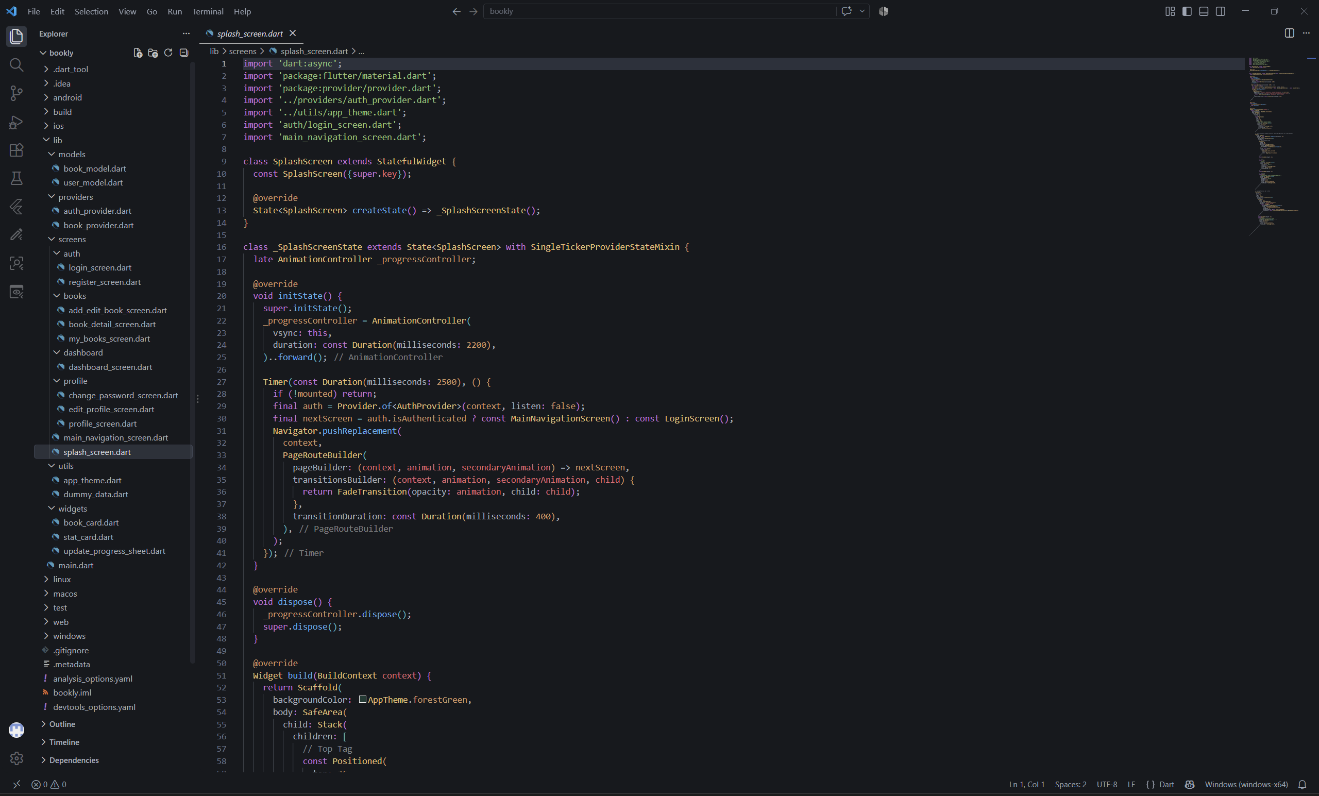 File Edit Selection View Go Run Terminal Help
bookly
Explorer
bookly
.dart_tool
.idea
android
build
ios
lib
models
book_model.dart
user_model.dart
providers
auth_provider.dart
book_provider.dart
screens
auth
login_screen.dart
register_screen.dart
books
add_edit_book_screen.dart
book_detail_screen.dart
my_books_screen.dart
dashboard
dashboard_screen.dart
profile
change_password_screen.dart
edit_profile_screen.dart
profile_screen.dart
main_navigation_screen.dart
splash_screen.dart
utils
app_theme.dart
dummy_data.dart
widgets
book_card.dart
stat_card.dart
update_progress_sheet.dart
main.dart
linux
macos
test
web
windows
.gitignore
.metadata
analysis_options.yaml
bookly.iml
devtools_options.yaml
Outline
Timeline
Dependencies
splash_screen.dart
lib > screens > splash_screen.dart > ...
1 import 'dart:async';
2 import 'package:flutter/material.dart';
3 import 'package:provider/provider.dart';
4 import '../providers/auth_provider.dart';
5 import '../utils/app_theme.dart';
6 import 'auth/login_screen.dart';
7 import 'main_navigation_screen.dart';
8
9 class SplashScreen extends StatefulWidget {
10 const SplashScreen({super.key});
11
12 @override
13 State<SplashScreen> createState() => _SplashScreenState();
14 }
15
16 class _SplashScreenState extends State<SplashScreen> with SingleTickerProviderStateMixin {
17 late AnimationController _progressController;
18
19 @override
20 void initState() {
21 super.initState();
22 _progressController = AnimationController(
23 vsync: this,
24 duration: const Duration(milliseconds: 2200),
25 )..forward(); // AnimationController
26
27 Timer(const Duration(milliseconds: 2500), () {
28 if (!mounted) return;
29 final auth = Provider.of<AuthProvider>(context, listen: false);
30 final nextScreen = auth.isAuthenticated ? const MainNavigationScreen() : const LoginScreen();
31 Navigator.pushReplacement(
32 context,
33 PageRouteBuilder(
34 pageBuilder: (context, animation, secondaryAnimation) => nextScreen,
35 transitionsBuilder: (context, animation, secondaryAnimation, child) {
36 return FadeTransition(opacity: animation, child: child);
37 },
38 transitionDuration: const Duration(milliseconds: 400),
39 ), // PageRouteBuilder
40 );
41 }); // Timer
42 }
43
44 @override
45 void dispose() {
46 _progressController.dispose();
47 super.dispose();
48 }
49
50 @override
51 Widget build(BuildContext context) {
52 return Scaffold(
53 backgroundColor: AppTheme.forestGreen,
54 body: SafeArea(
55 child: Stack(
56 children: [
57 // Top Tag
58 const Positioned(
0 0
Ln 1, Col 1 Spaces: 2 UTF-8 LF { } Dart Windows (windows-x64)